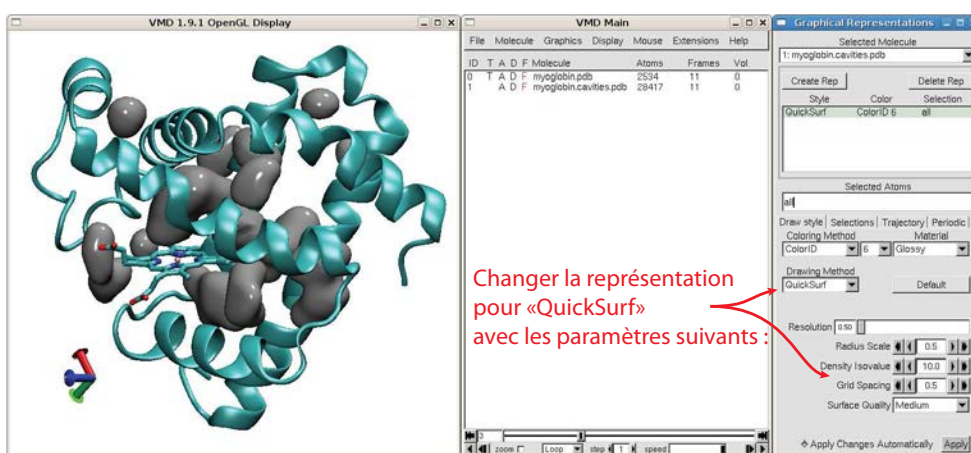 VMD 1.9.1 OpenGL Display
VMD Main
File Molecule Graphics Display Mouse Extensions Help
ID T A D F Molecule Atoms Frames Vol
0 T A D F myoglobin.pdb 2534 11 0
1 A D F myoglobin.cavities.pdb 28417 11 0
Changer la représentation
pour «QuickSurf»
avec les paramètres suivants :
3
zoom Loop step 1 speed
Graphical Representations
Selected Molecule
1: myoglobin.cavities.pdb
Create Rep Delete Rep
Style Color Selection
QuickSurf ColorID 6 all
Selected Atoms
all
Draw style Selections Trajectory Periodic
Coloring Method Material
ColorID 6 Glossy
Drawing Method
QuickSurf Default
Resolution 0.50
Radius Scale 0.5
Density Isovalue 10.0
Grid Spacing 0.5
Surface Quality Medium
Apply Changes Automatically Apply